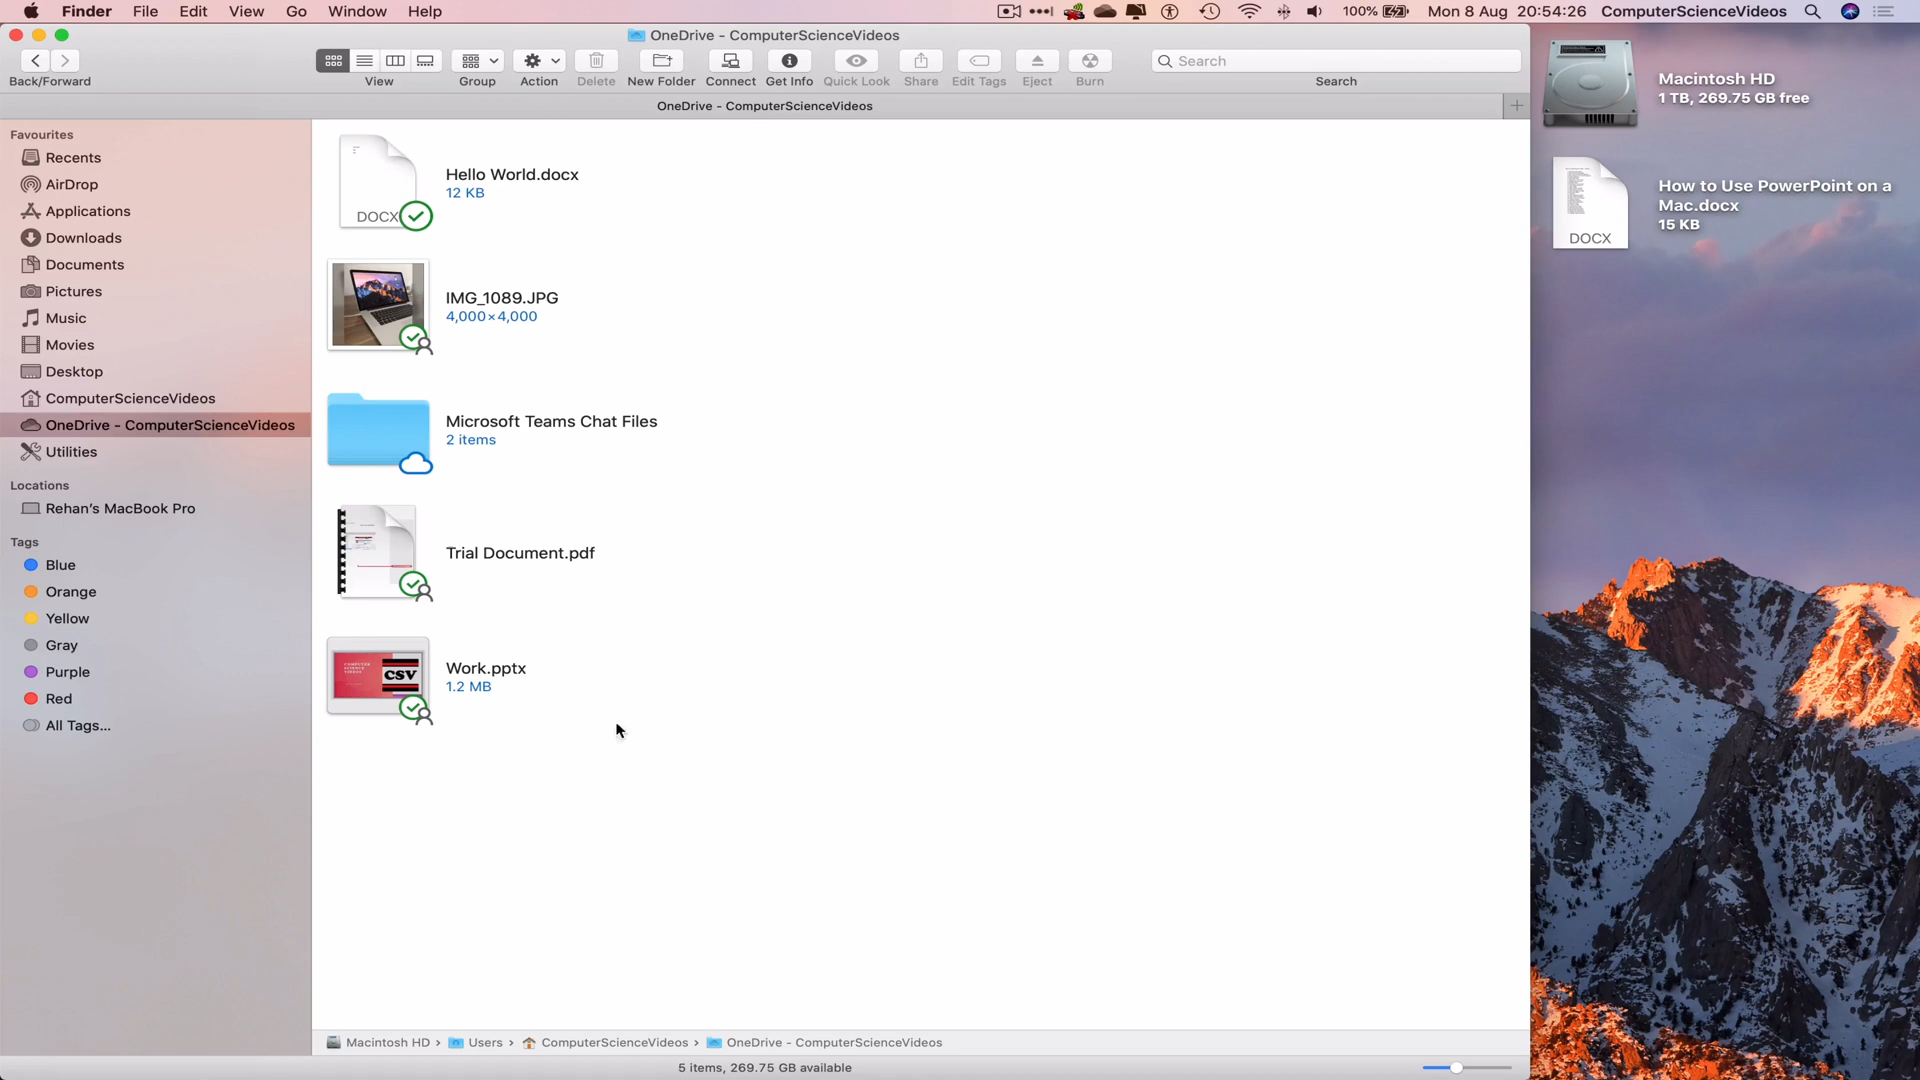 Finder File Edit View Go Window Help
100% Mon 8 Aug 20:54:26 ComputerScienceVideos
OneDrive - ComputerScienceVideos
Back/Forward View Group Action Delete New Folder Connect Get Info Quick Look Share Edit Tags Eject Burn Search
Search
OneDrive - ComputerScienceVideos
Favourites
Recents
AirDrop
Applications
Downloads
Documents
Pictures
Music
Movies
Desktop
ComputerScienceVideos
OneDrive - ComputerScienceVideos
Utilities
Locations
Rehan's MacBook Pro
Tags
Blue
Orange
Yellow
Gray
Purple
Red
All Tags...
DOCX
Hello World.docx
12 KB
IMG_1089.JPG
4,000×4,000
Microsoft Teams Chat Files
2 items
Trial Document.pdf
COMPUTER
SCIENCE
VIDEOS
CSV
Work.pptx
1.2 MB
Macintosh HD › Users › ComputerScienceVideos › OneDrive - ComputerScienceVideos
5 items, 269.75 GB available
Macintosh HD
1 TB, 269.75 GB free
DOCX
How to Use PowerPoint on a
Mac.docx
15 KB